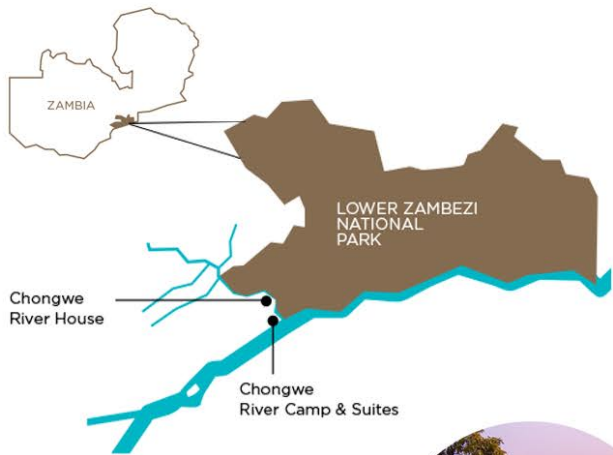 ZAMBIA
LOWER ZAMBEZI
NATIONAL
PARK
Chongwe
River House
Chongwe
River Camp & Suites